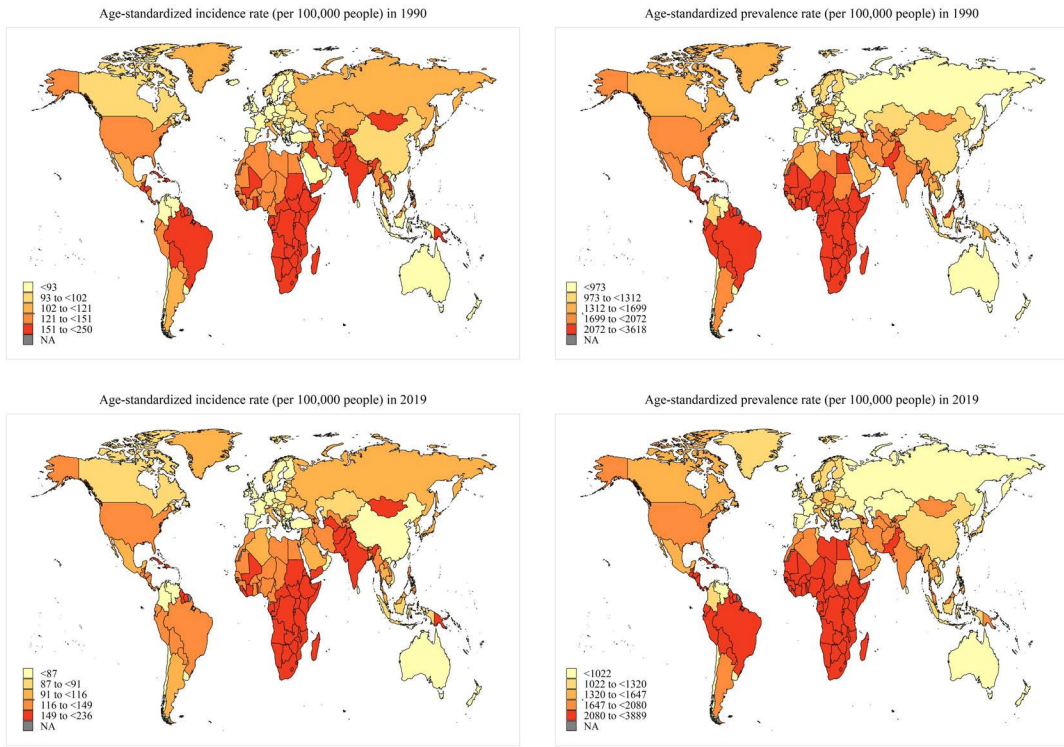 Age-standardized incidence rate (per 100,000 people) in 1990
<93
93 to <102
102 to <121
121 to <151
151 to <250
NA
Age-standardized prevalence rate (per 100,000 people) in 1990
<973
973 to <1312
1312 to <1699
1699 to <2072
2072 to <3618
NA
Age-standardized incidence rate (per 100,000 people) in 2019
<87
87 to <91
91 to <116
116 to <149
149 to <236
NA
Age-standardized prevalence rate (per 100,000 people) in 2019
<1022
1022 to <1320
1320 to <1647
1647 to <2080
2080 to <3889
NA